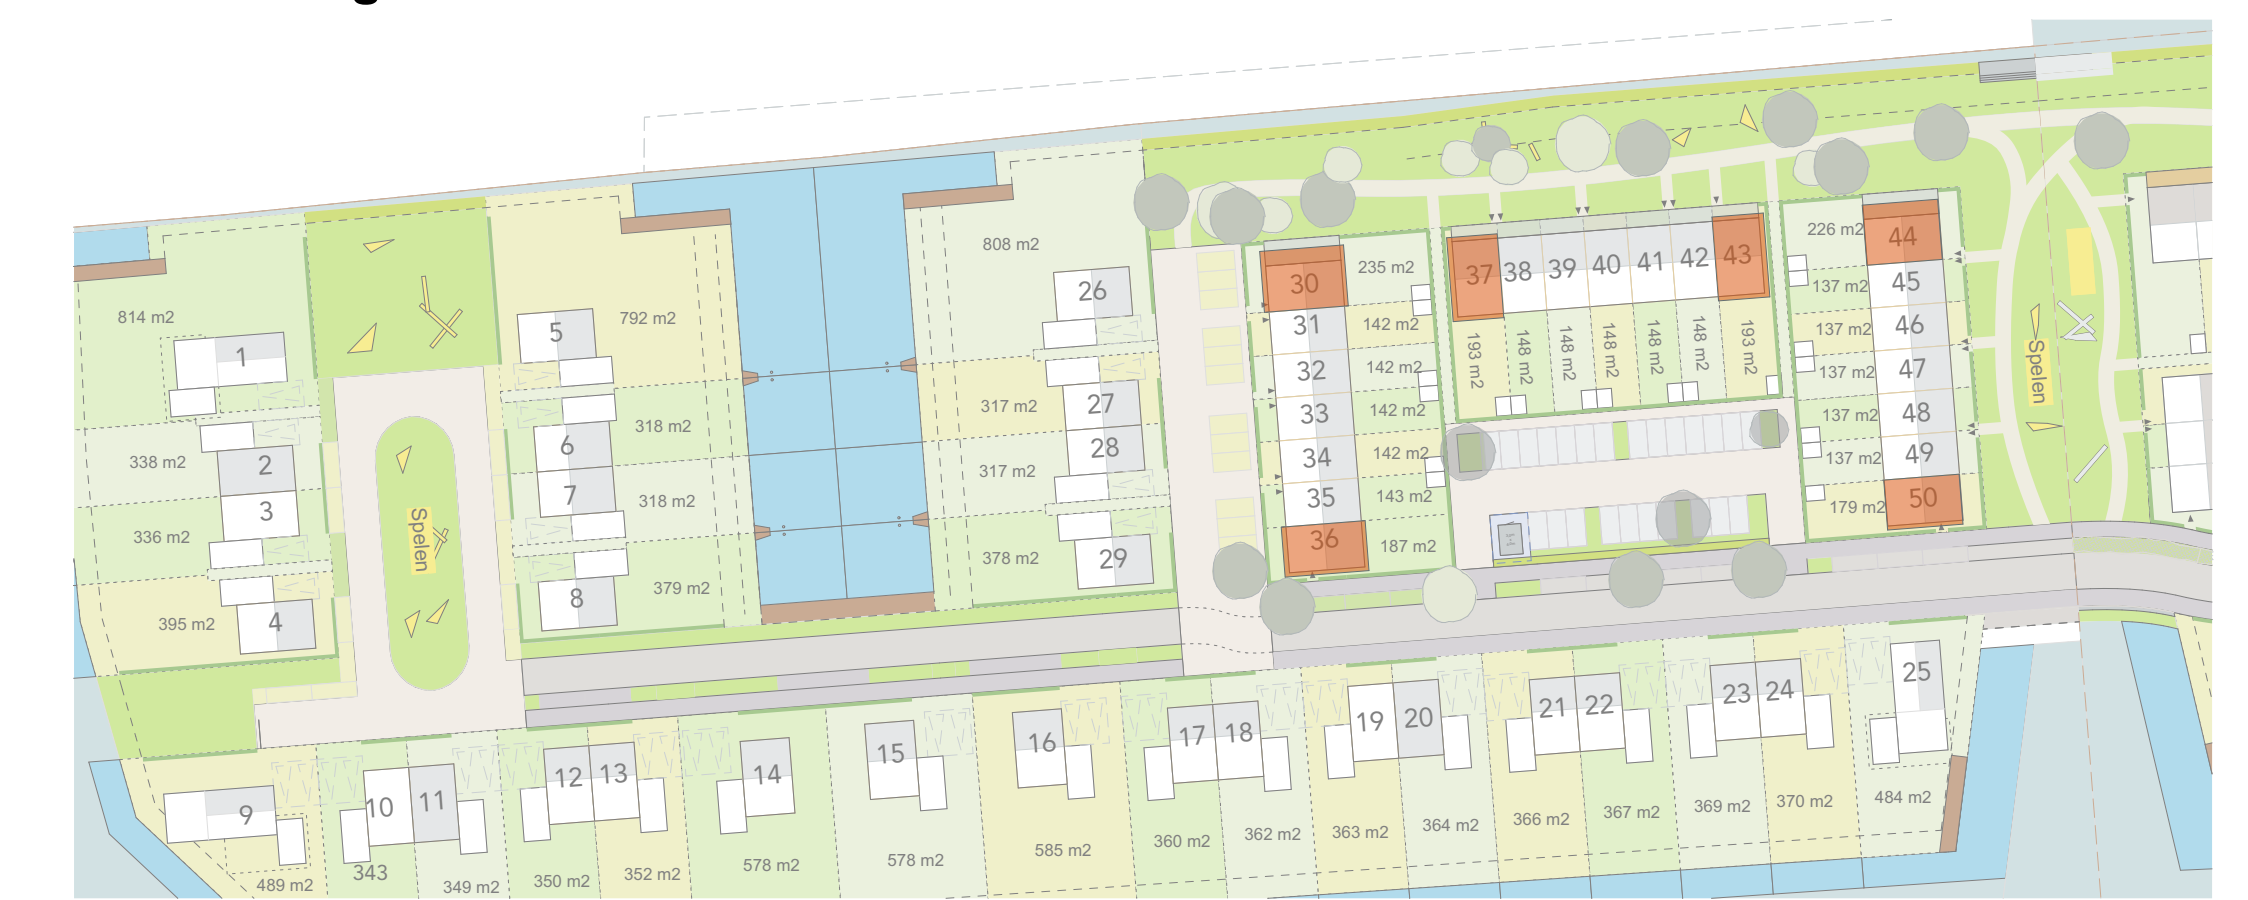 814 m2
1
338 m2
2
336 m2
3
395 m2
4
Spelen
5
792 m2
6
318 m2
7
318 m2
8
379 m2
808 m2
26
317 m2
27
317 m2
28
378 m2
29
30
235 m2
31
142 m2
32
142 m2
33
142 m2
34
142 m2
35
143 m2
36
187 m2
37
38
39
40
41
42
43
193 m2
148 m2
148 m2
148 m2
148 m2
148 m2
193 m2
226 m2
44
137 m2
45
137 m2
46
137 m2
47
137 m2
48
137 m2
49
179 m2
50
Spelen
9
489 m2
10
343
11
349 m2
12
350 m2
13
352 m2
14
578 m2
15
578 m2
16
585 m2
17
360 m2
18
362 m2
19
363 m2
20
364 m2
21
366 m2
22
367 m2
23
369 m2
24
370 m2
25
484 m2